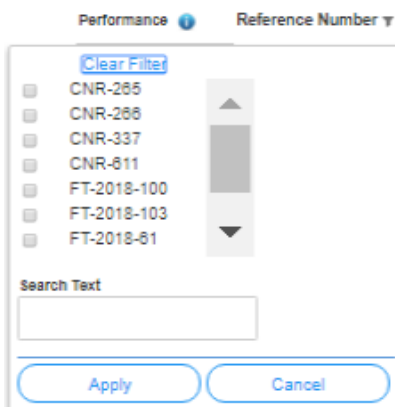 Performance Reference Number
Clear Filter
CNR-265
CNR-266
CNR-337
CNR-611
FT-2018-100
FT-2018-103
FT-2018-61
Search Text
Apply Cancel